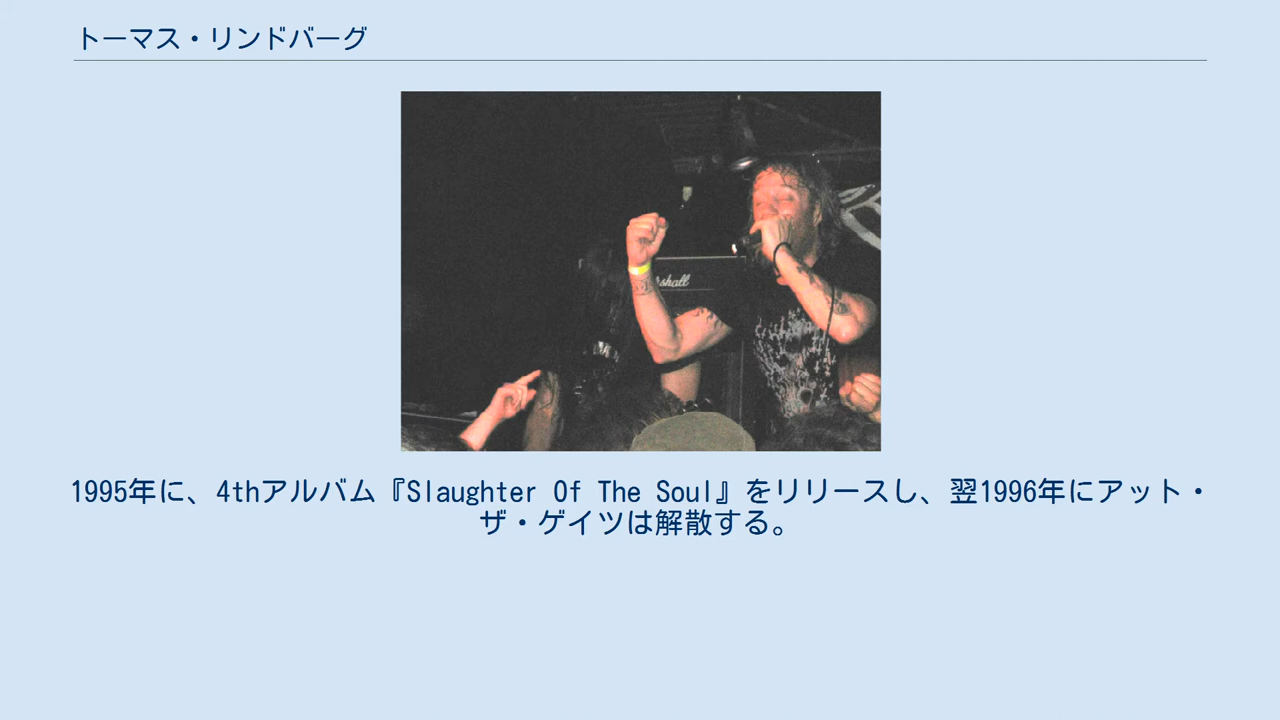 トーマス・リンドバーグ
shall
1995年に、4thアルバム『Slaughter Of The Soul』をリリースし、翌1996年にアット・
ザ・ゲイツは解散する。